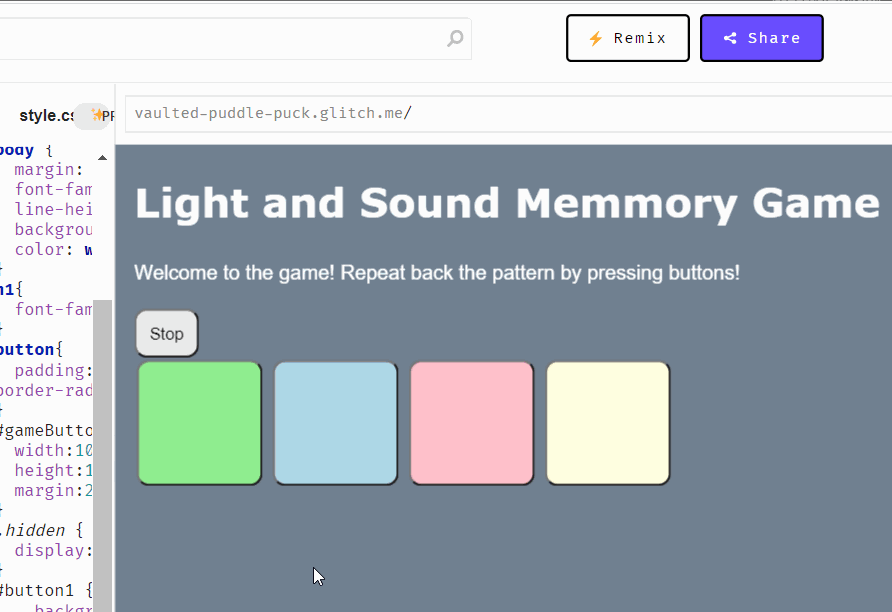 Remix
Share
style.cs PR
vaulted-puddle-puck.glitch.me/
body {
margin:
font-fam
line-hei
backgrou
color: w
}
h1{
font-fam
}
button{
padding:
border-rad
}
#gameButto
width:10
height:1
margin:2
}
.hidden {
display:
}
#button1 {
backgr
Light and Sound Memmory Game
Welcome to the game! Repeat back the pattern by pressing buttons!
Stop